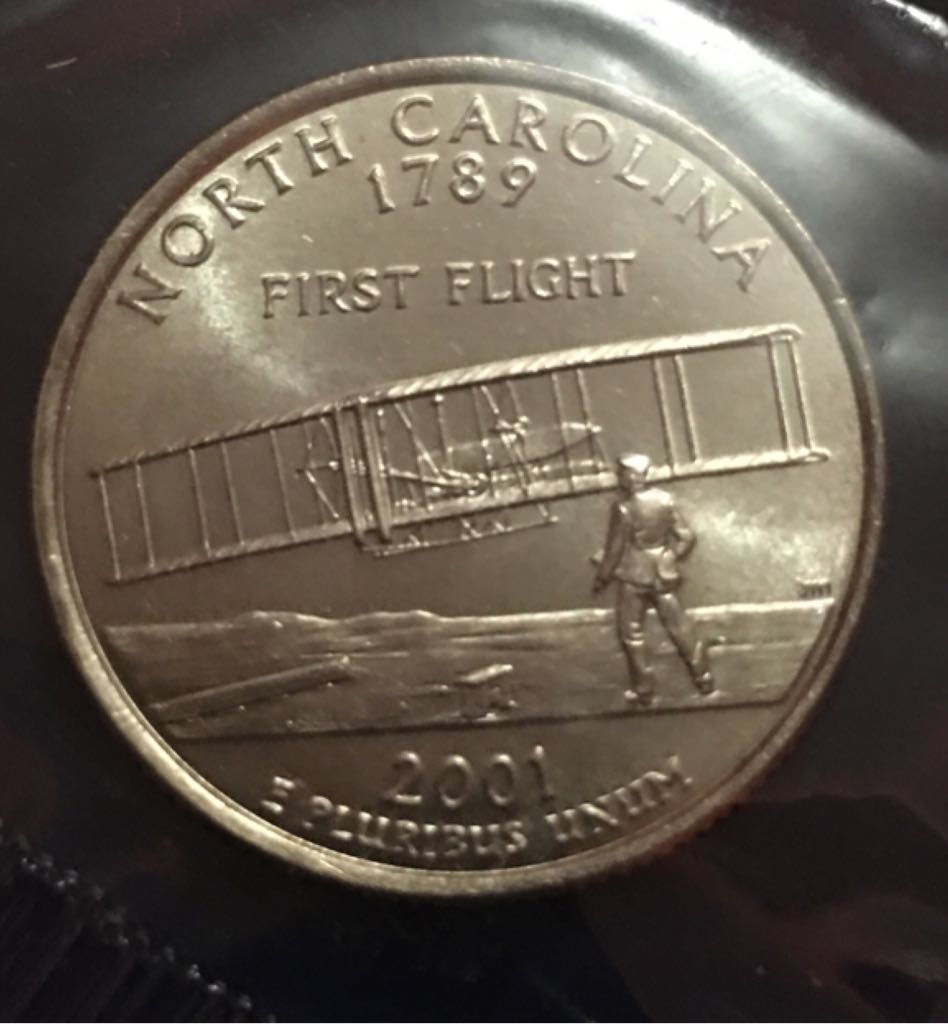 NORTH CAROLINA
1789
FIRST FLIGHT
2001
E PLURIBUS UNUM